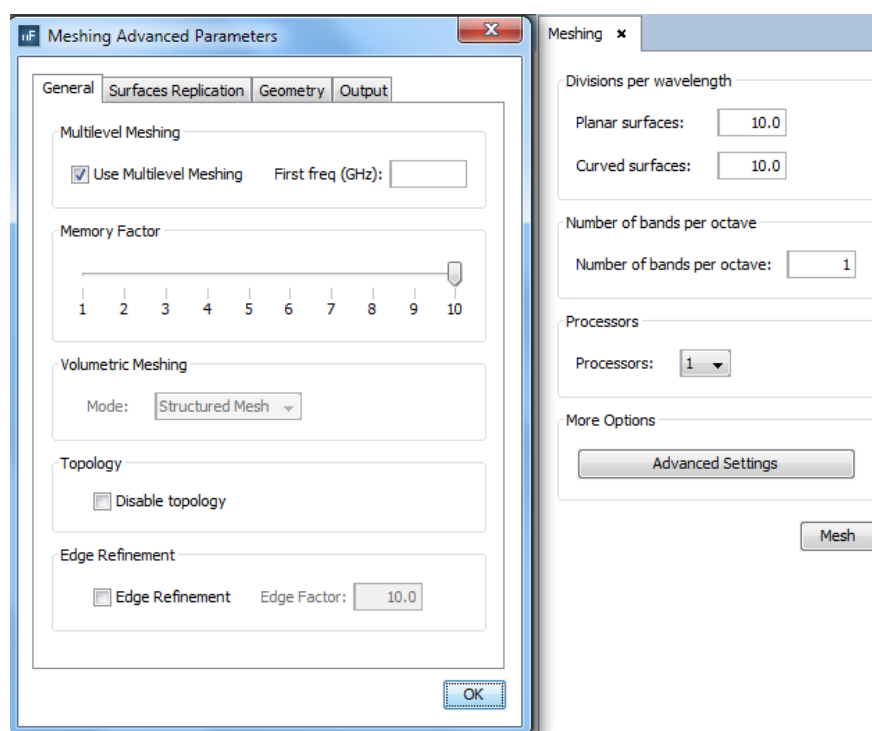 nF Meshing Advanced Parameters
General Surfaces Replication Geometry Output
Multilevel Meshing
Use Multilevel Meshing First freq (GHz):
Memory Factor
1 2 3 4 5 6 7 8 9 10
Volumetric Meshing
Mode: Structured Mesh
Topology
Disable topology
Edge Refinement
Edge Refinement Edge Factor: 10.0
OK
Meshing
Divisions per wavelength
Planar surfaces: 10.0
Curved surfaces: 10.0
Number of bands per octave
Number of bands per octave: 1
Processors
Processors: 1
More Options
Advanced Settings
Mesh